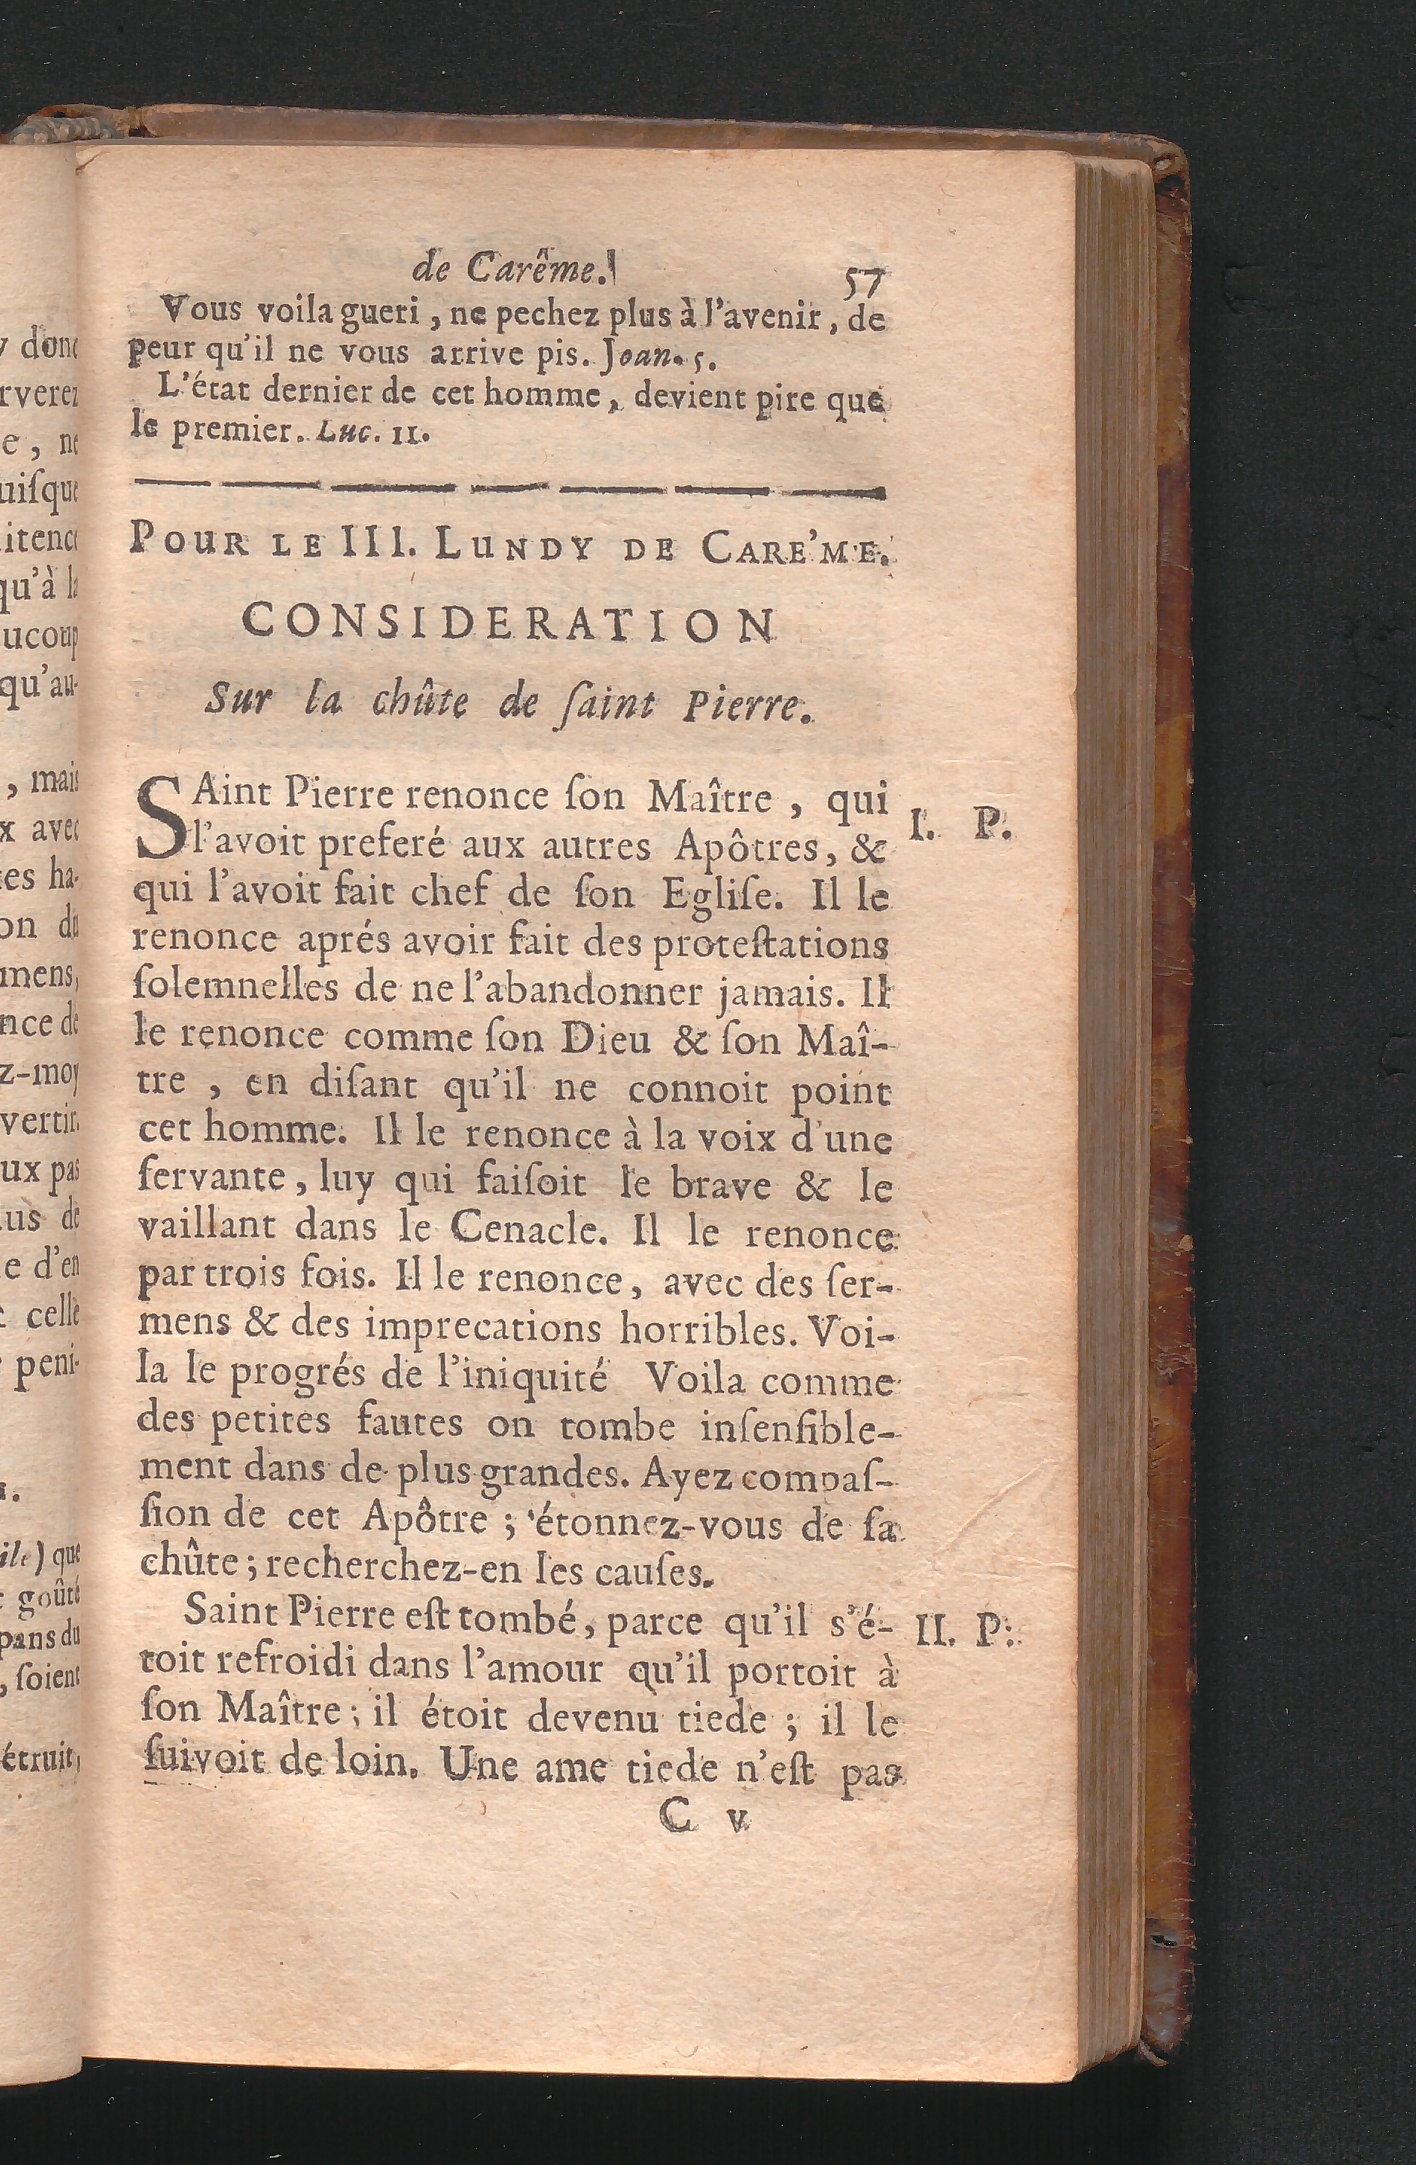 de Carême. 57
Vous voila gueri, ne pechez plus à l'avenir, de
peur qu'il ne vous arrive pis. Joan. 5.
L'état dernier de cet homme, devient pire que
le premier. Luc. 11.
POUR LE III. LUNDY DE CARE'ME.
CONSIDERATION
Sur la chûte de ſaint Pierre.
SAint Pierre renonce ſon Maître, qui I. P.
l'avoit preferé aux autres Apôtres, &
qui l'avoit fait chef de ſon Egliſe. Il le
renonce aprés avoir fait des proteſtations
ſolemnelles de ne l'abandonner jamais. Il
le renonce comme ſon Dieu & ſon Maî-
tre, en diſant qu'il ne connoit point
cet homme. Il le renonce à la voix d'une
ſervante, luy qui faiſoit le brave & le
vaillant dans le Cenacle. Il le renonce
par trois fois. Il le renonce, avec des ſer-
mens & des imprecations horribles. Voi-
la le progrés de l'iniquité Voila comme
des petites fautes on tombe inſenſible-
ment dans de plus grandes. Ayez compaſ-
ſion de cet Apôtre; étonnez-vous de ſa
chûte; recherchez-en les cauſes.
Saint Pierre eſt tombé, parce qu'il s'é- II. P.
toit refroidi dans l'amour qu'il portoit à
ſon Maître; il étoit devenu tiede; il le
ſuivoit de loin. Une ame tiede n'eſt pas
C v